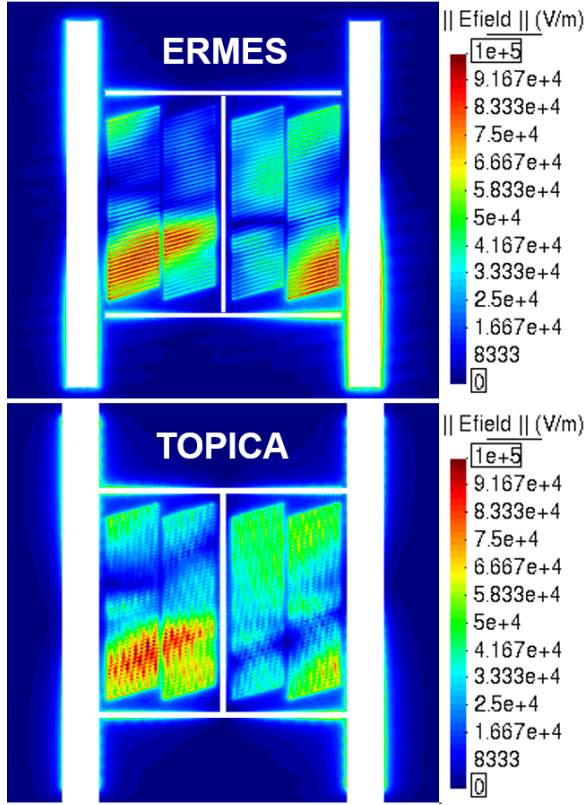 ERMES
|| Efield || (V/m)
1e+5
9.167e+4
8.333e+4
7.5e+4
6.667e+4
5.833e+4
5e+4
4.167e+4
3.333e+4
2.5e+4
1.667e+4
8333
0
TOPICA
|| Efield || (V/m)
1e+5
9.167e+4
8.333e+4
7.5e+4
6.667e+4
5.833e+4
5e+4
4.167e+4
3.333e+4
2.5e+4
1.667e+4
8333
0